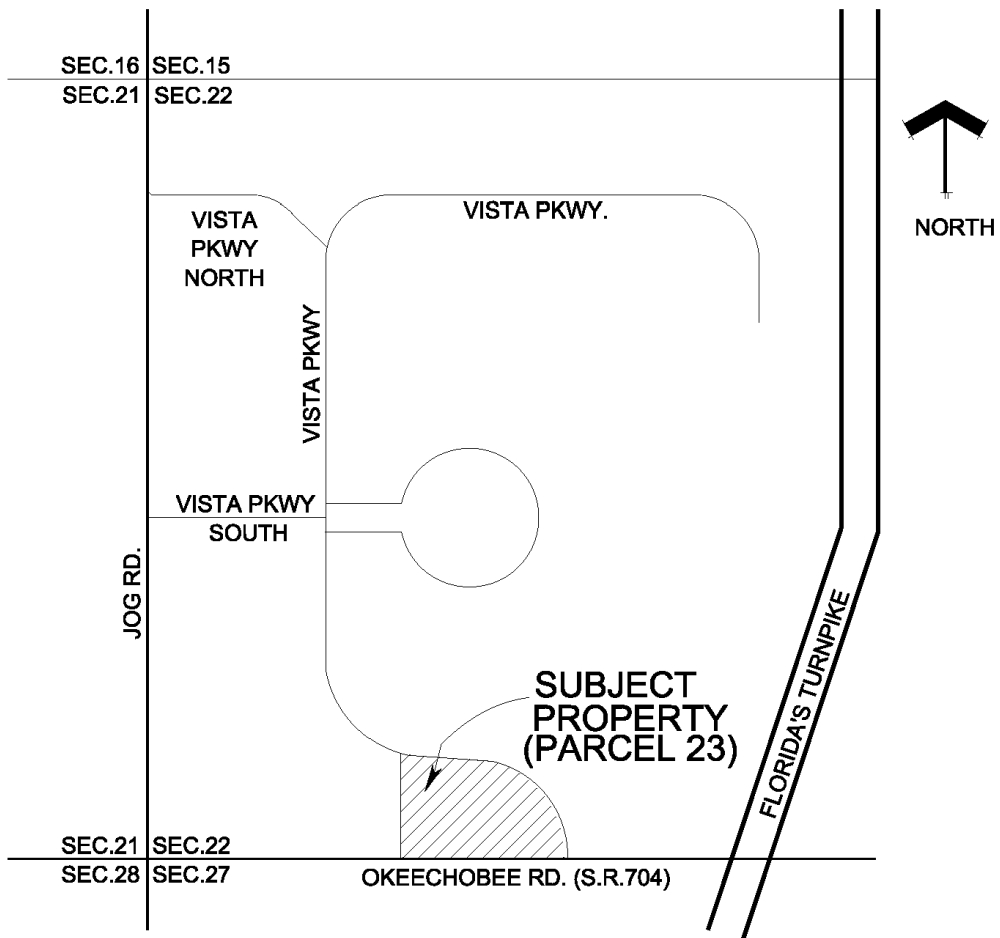 SEC.16 SEC.15
SEC.21 SEC.22
VISTA
PKWY
NORTH
VISTA PKWY.
NORTH
VISTA PKWY
VISTA PKWY
SOUTH
JOG RD.
SUBJECT
PROPERTY
(PARCEL 23)
FLORIDA'S TURNPIKE
SEC.21 SEC.22
SEC.28 SEC.27
OKEECHOBEE RD. (S.R.704)